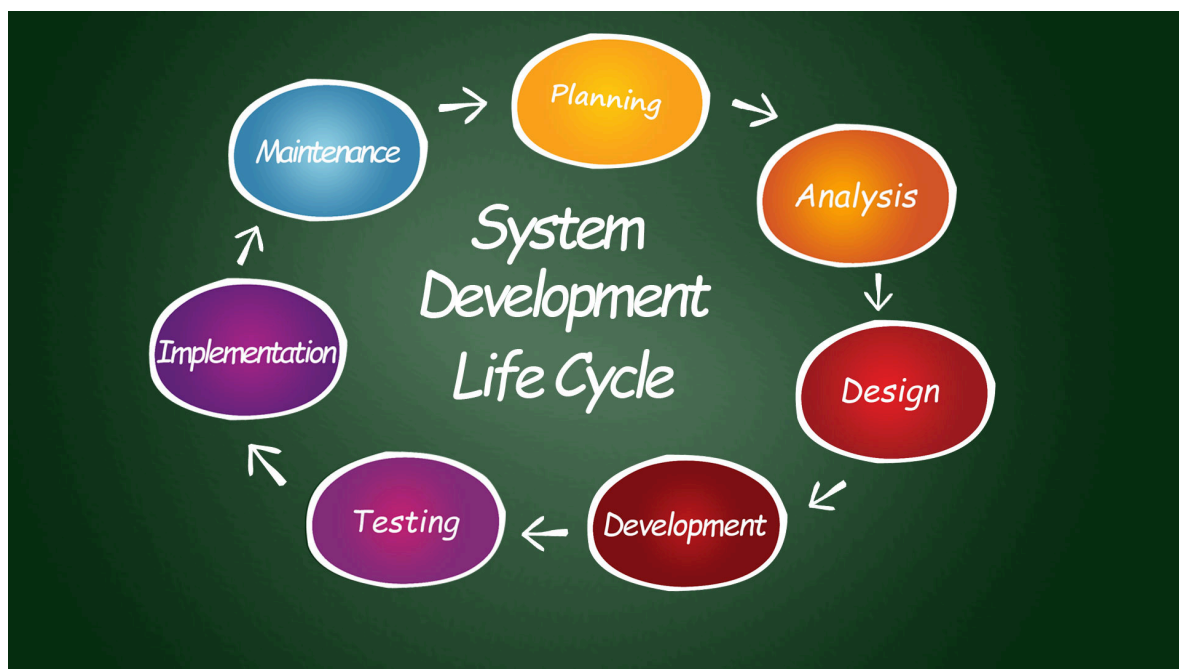 System
Development
Life Cycle
Planning
Analysis
Design
Development
Testing
Implementation
Maintenance